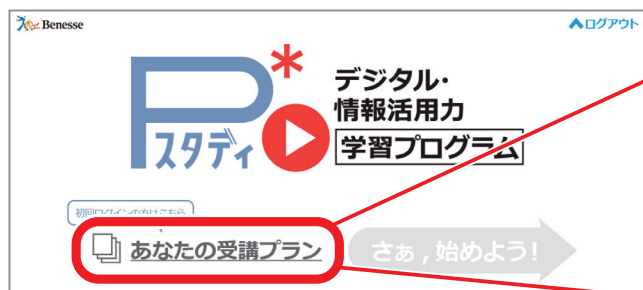 Benesse
ログアウト
P*スタディ
デジタル・
情報活用力
学習プログラム
初回ログインの方はこちら
あなたの受講プラン
さぁ,始めよう!